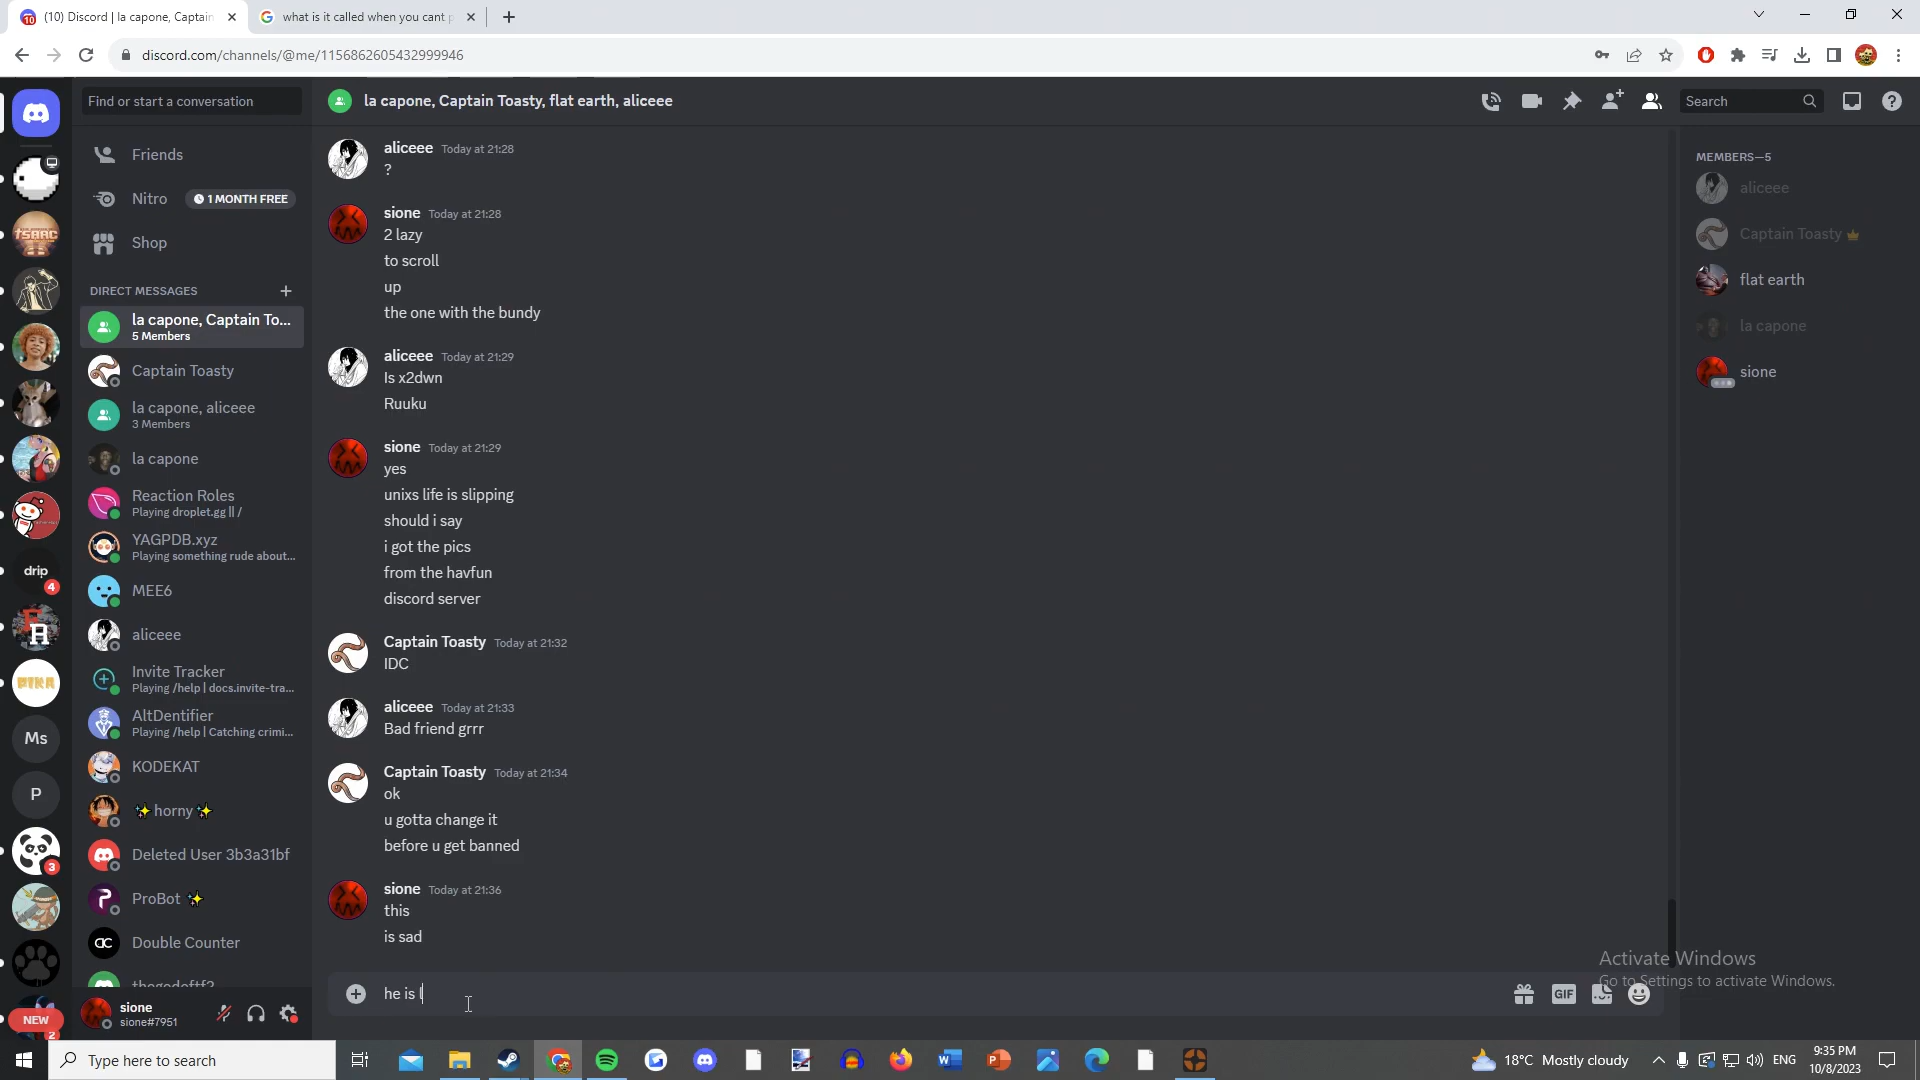 (10) Discord | la capone, Captain
what is it called when you cant p
discord.com/channels/@me/1156862605432999946
Find or start a conversation
la capone, Captain Toasty, flat earth, aliceee
Search
Friends
Nitro
1 MONTH FREE
Shop
DIRECT MESSAGES
la capone, Captain To...
5 Members
Captain Toasty
la capone, aliceee
3 Members
la capone
Reaction Roles
Playing droplet.gg || /
YAGPDB.xyz
Playing something rude about...
MEE6
aliceee
Invite Tracker
Playing /help | docs.invite-tra...
AltDentifier
Playing /help | Catching crimi...
KODEKAT
✨horny✨
Deleted User 3b3a31bf
ProBot ✨
Double Counter
drip
4
Ms
P
3
NEW
2
sione
sione#7951
aliceee Today at 21:28
?
sione Today at 21:28
2 lazy
to scroll
up
the one with the bundy
aliceee Today at 21:29
Is x2dwn
Ruuku
sione Today at 21:29
yes
unixs life is slipping
should i say
i got the pics
from the havfun
discord server
Captain Toasty Today at 21:32
IDC
aliceee Today at 21:33
Bad friend grrr
Captain Toasty Today at 21:34
ok
u gotta change it
before u get banned
sione Today at 21:36
this
is sad
he is l
GIF
MEMBERS—5
aliceee
Captain Toasty
flat earth
la capone
sione
Activate Windows
Go to Settings to activate Windows.
Type here to search
18°C Mostly cloudy
ENG
9:35 PM
10/8/2023